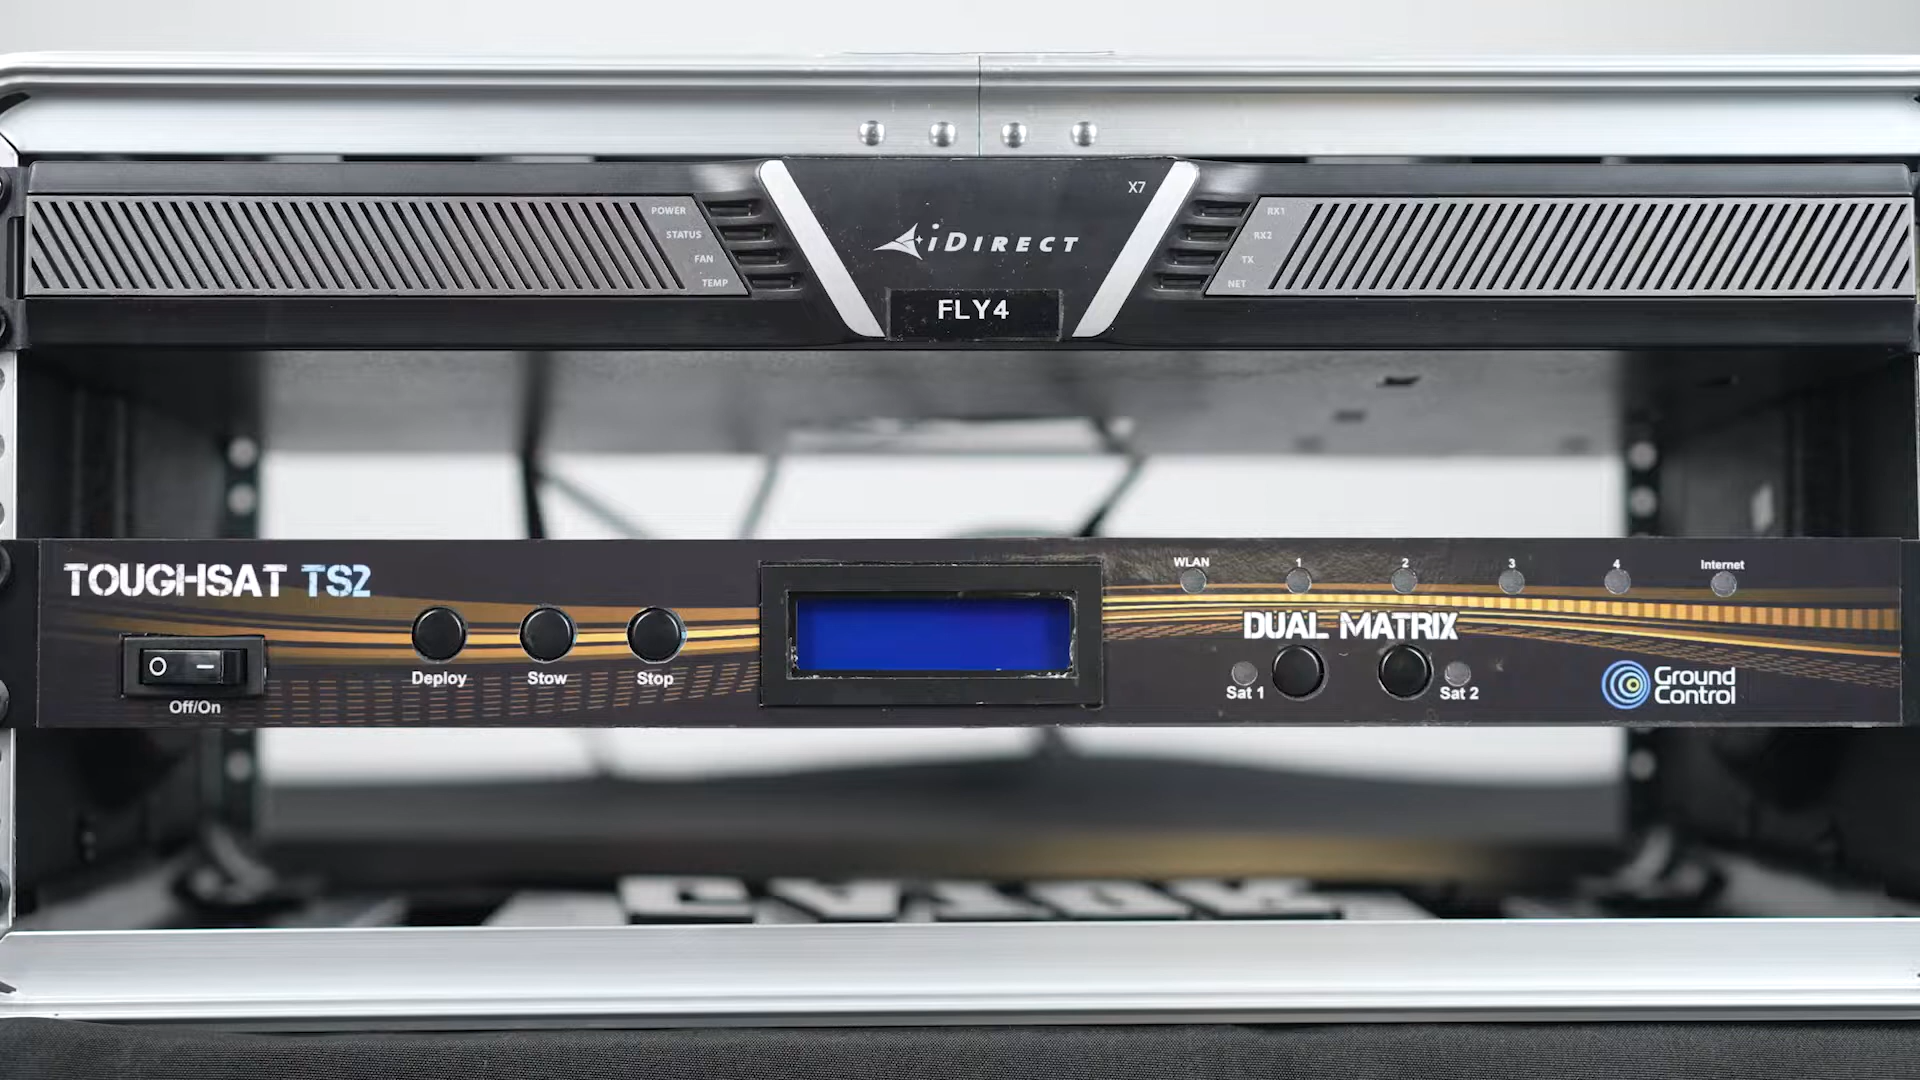 X7
POWER
STATUS
FAN
TEMP
iDIRECT
RX1
RX2
TX
NET
FLY4
TOUGHSAT TS2
WLAN
1
2
3
4
Internet
DUAL MATRIX
Deploy
Stow
Stop
Off/On
Sat 1
Sat 2
Ground
Control